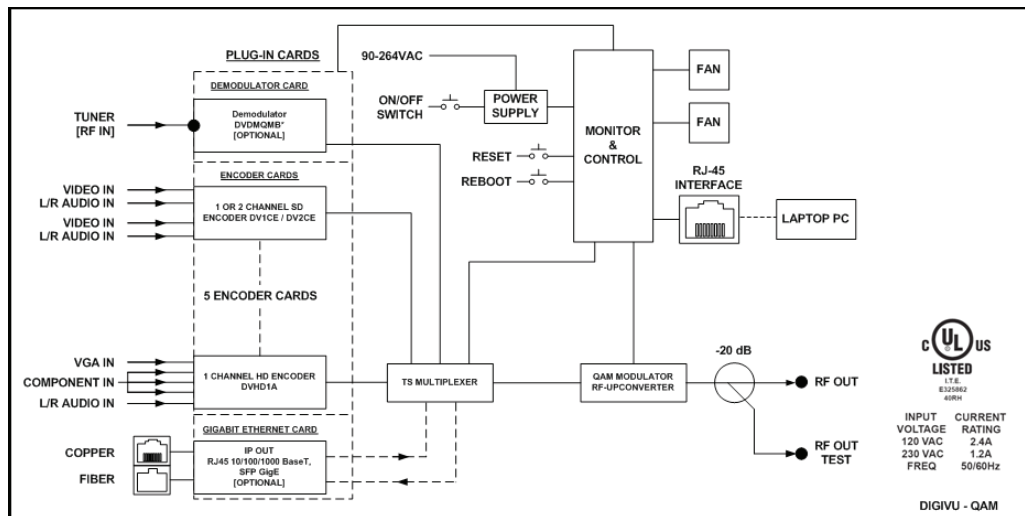 PLUG-IN CARDS
DEMODULATOR CARD
TUNER
[RF IN]
Demodulator
DVDMQMB*
[OPTIONAL]
ENCODER CARDS
VIDEO IN
L/R AUDIO IN
VIDEO IN
L/R AUDIO IN
1 OR 2 CHANNEL SD
ENCODER DV1CE / DV2CE
5 ENCODER CARDS
VGA IN
COMPONENT IN
L/R AUDIO IN
1 CHANNEL HD ENCODER
DVHD1A
GIGABIT ETHERNET CARD
COPPER
FIBER
IP OUT
RJ45 10/100/1000 BaseT,
SFP GigE
[OPTIONAL]
90-264VAC
ON/OFF
SWITCH
POWER
SUPPLY
RESET
REBOOT
MONITOR
&
CONTROL
FAN
FAN
RJ-45
INTERFACE
LAPTOP PC
TS MULTIPLEXER
QAM MODULATOR
RF-UPCONVERTER
-20 dB
RF OUT
RF OUT
TEST
C UL US
LISTED
I.T.E.
E325862
40RH
INPUT CURRENT
VOLTAGE RATING
120 VAC 2.4A
230 VAC 1.2A
FREQ 50/60Hz
DIGIVU - QAM